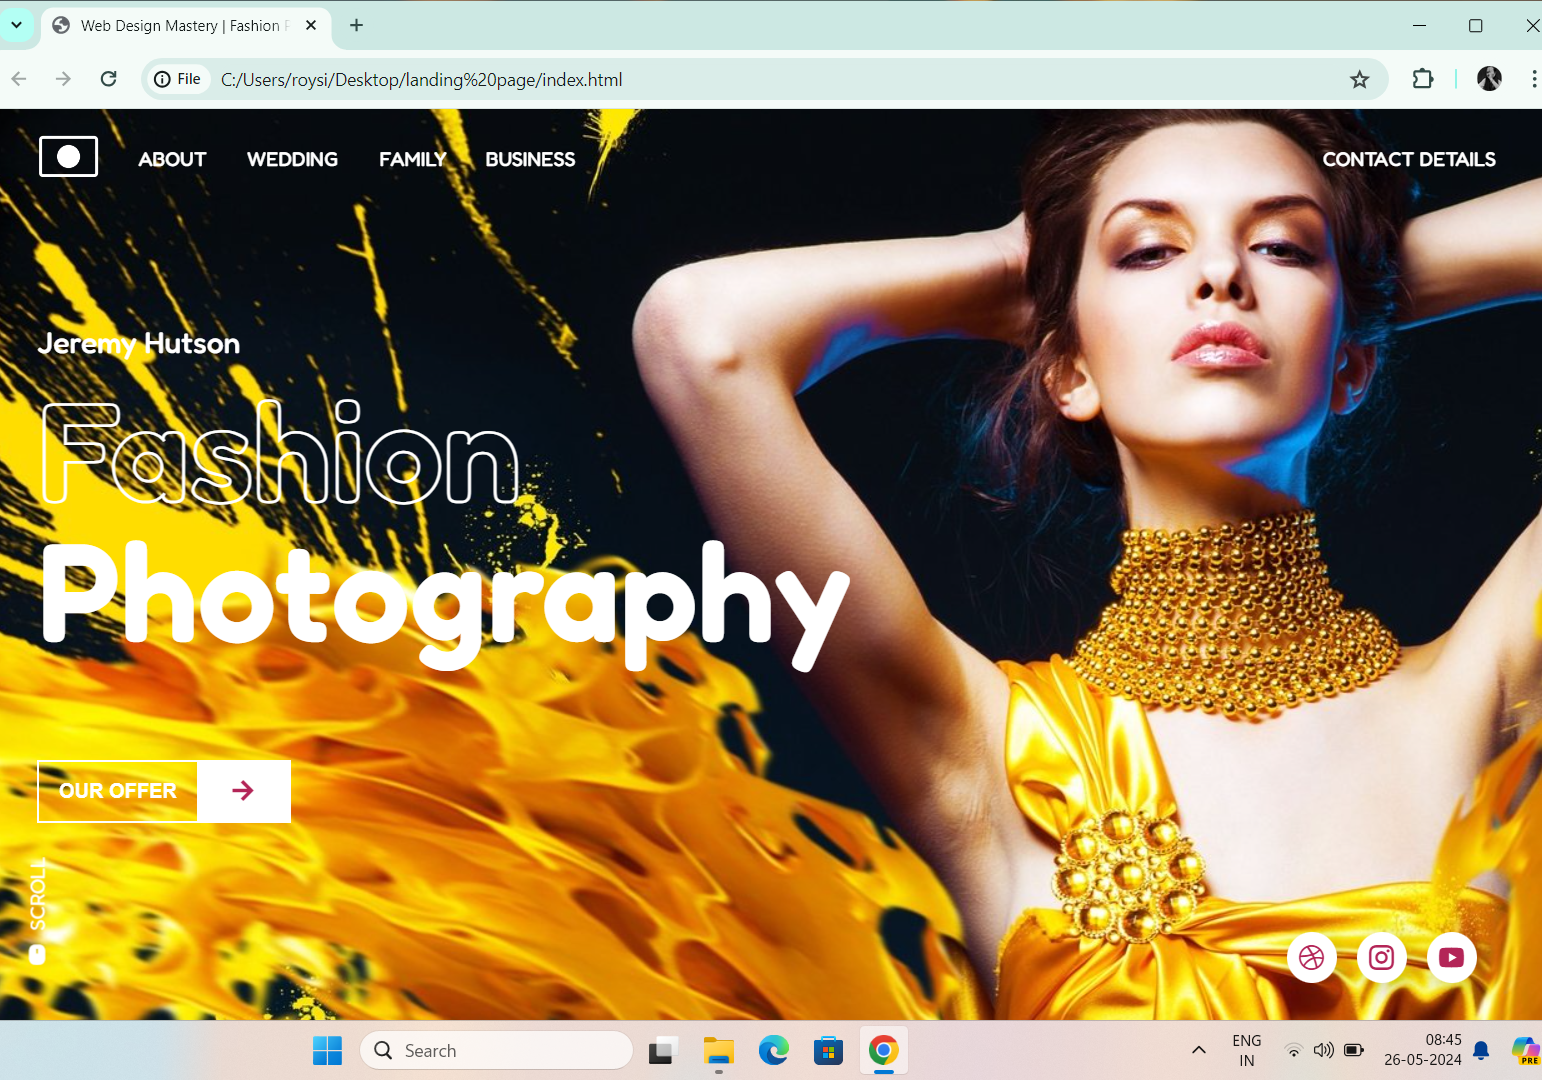 Web Design Mastery | Fashion P
File
C:/Users/roysi/Desktop/landing%20page/index.html
ABOUT
WEDDING
FAMILY
BUSINESS
CONTACT DETAILS
Jeremy Hutson
Fashion
Photography
OUR OFFER
SCROLL
Search
ENG
IN
08:45
26-05-2024
PRE